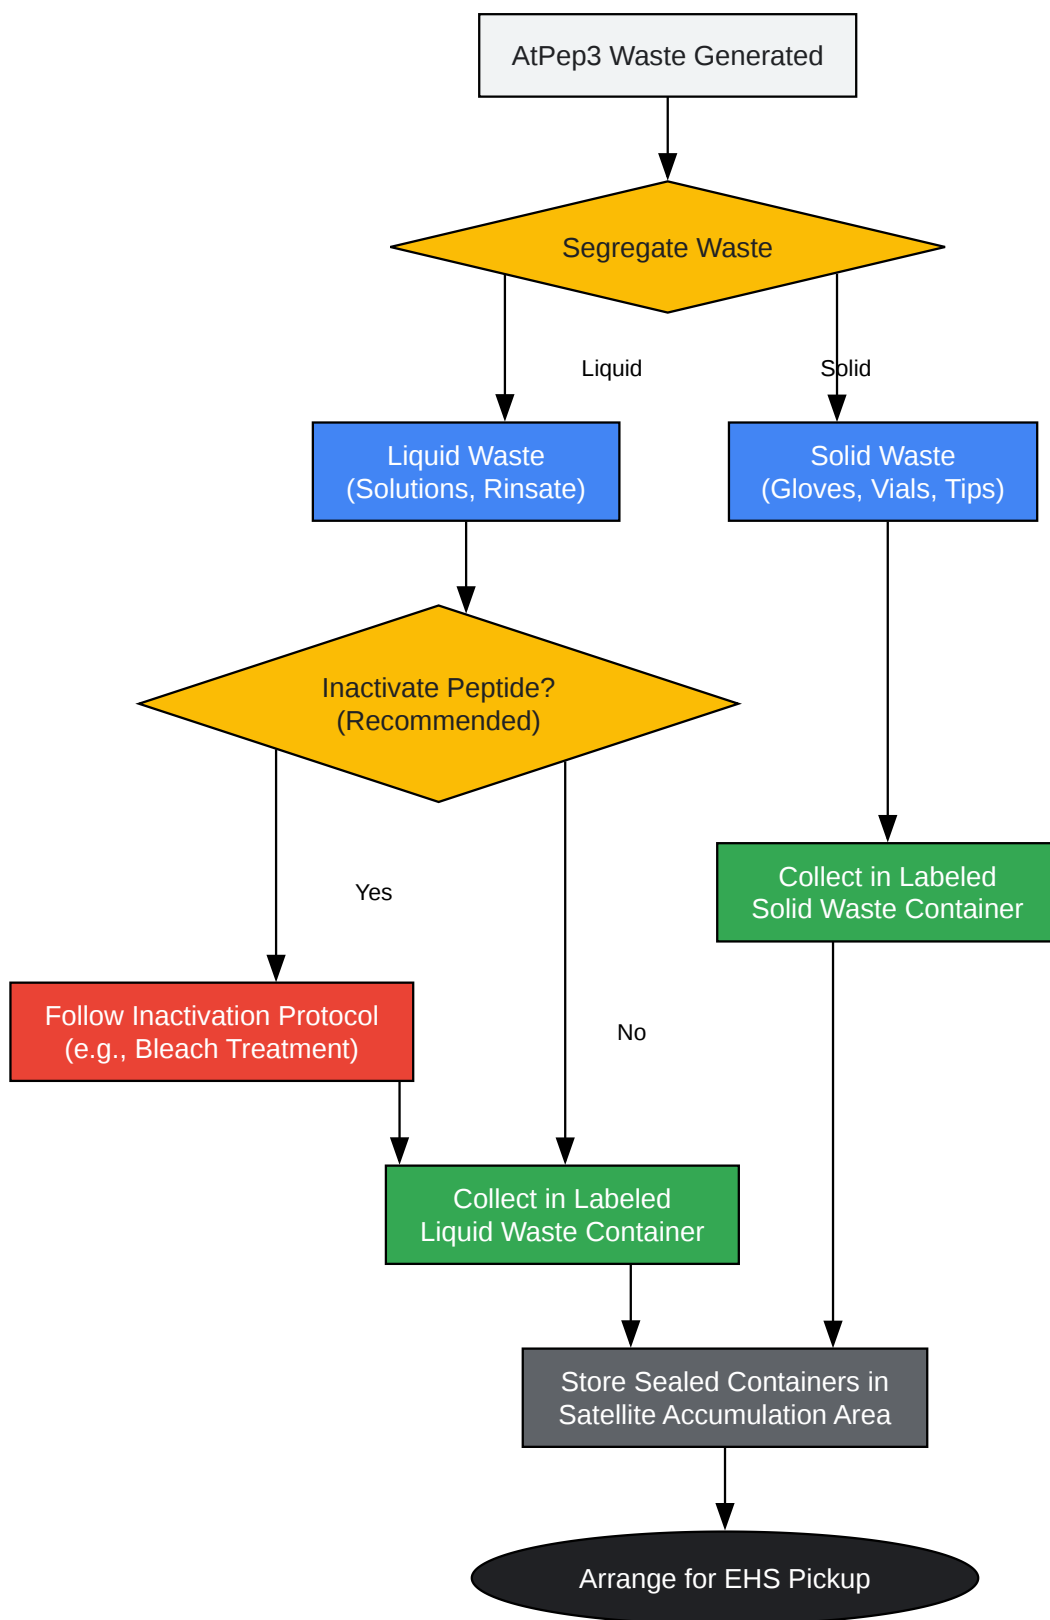 AtPep3 Waste Generated
Segregate Waste
Liquid
Solid
Liquid Waste
(Solutions, Rinsate)
Solid Waste
(Gloves, Vials, Tips)
Inactivate Peptide?
(Recommended)
Yes
Collect in Labeled
Solid Waste Container
Follow Inactivation Protocol
(e.g., Bleach Treatment)
No
Collect in Labeled
Liquid Waste Container
Store Sealed Containers in
Satellite Accumulation Area
Arrange for EHS Pickup